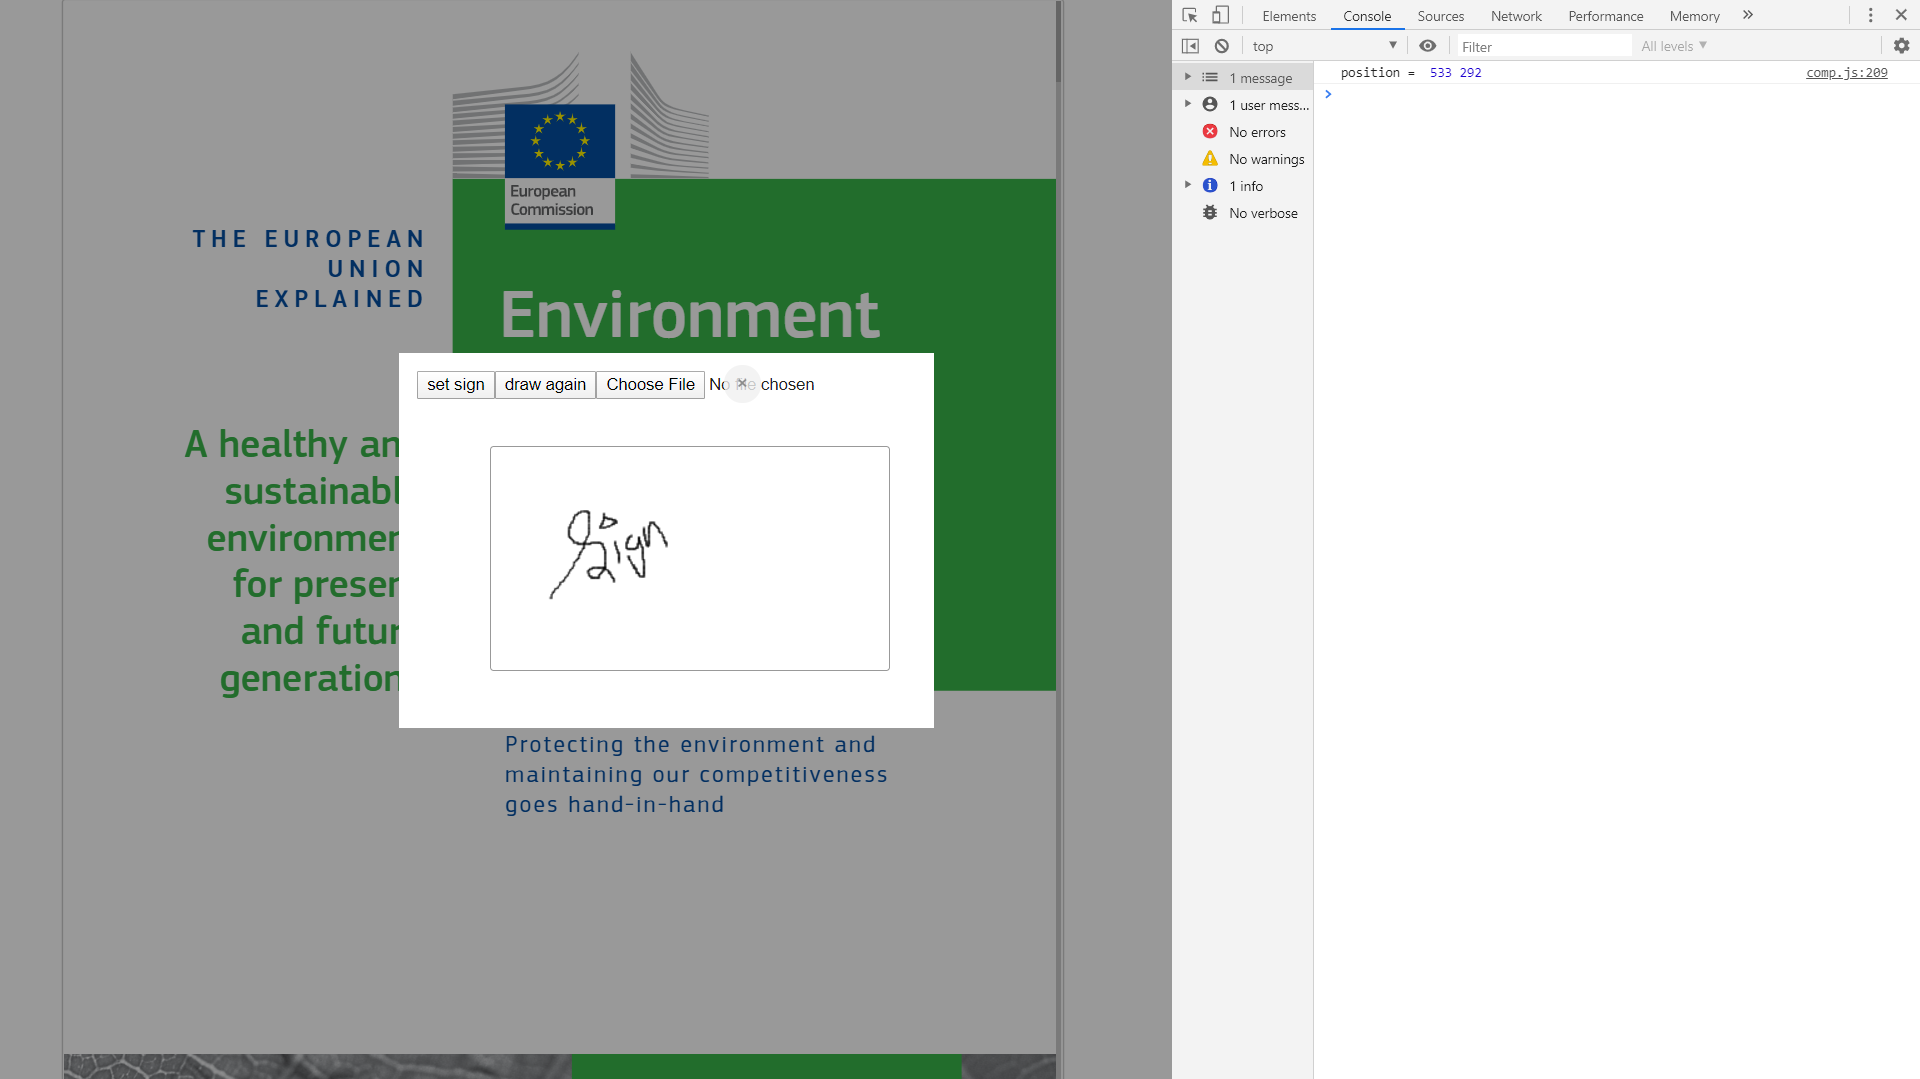 European
Commission
THE EUROPEAN
UNION
EXPLAINED
Environment
A healthy an
sustainabl
environmen
for presen
and futur
generation
set sign draw again Choose File No file chosen
×
Sign
Protecting the environment and
maintaining our competitiveness
goes hand-in-hand
Elements Console Sources Network Performance Memory »
top Filter All levels
1 message
1 user mess...
No errors
No warnings
1 info
No verbose
position = 533 292 comp.js:209
>